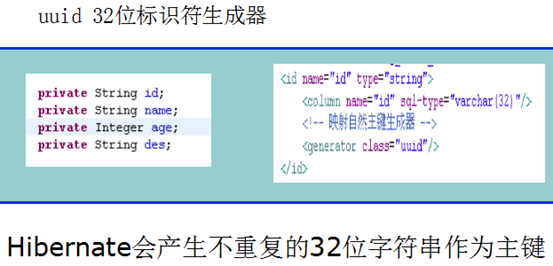 uuid 32位标识符生成器
private String id;
private String name;
private Integer age;
private String des;
<id name="id" type="string">
<column name="id" sql-type="varchar(32)"/>
<!-- 映射自然主键生成器 -->
<generator class="uuid"/>
</id>
Hibernate会产生不重复的32位字符串作为主键